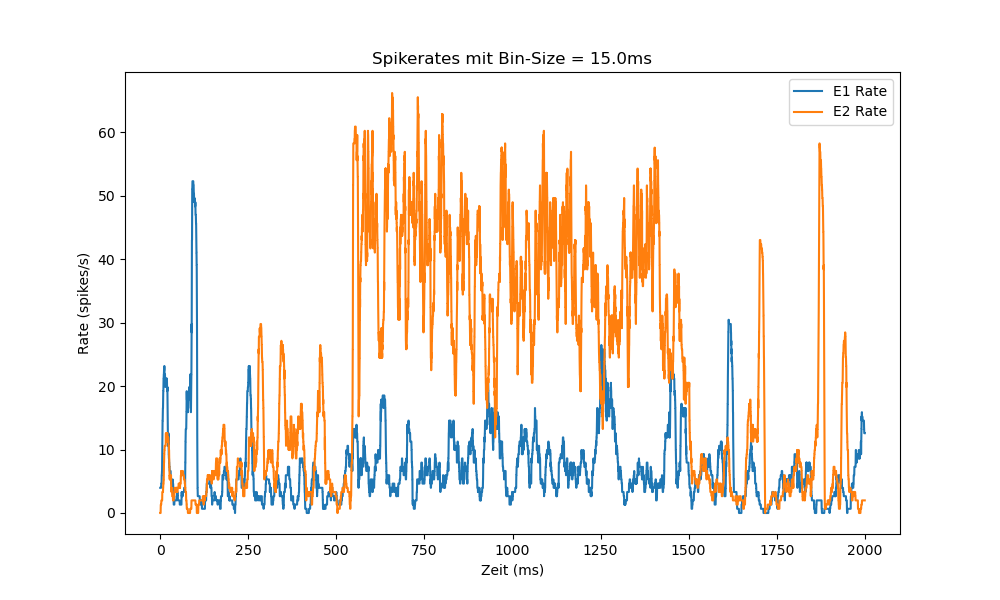 Spikerates mit Bin-Size = 15.0ms
E1 Rate
E2 Rate
Rate (spikes/s)
60
50
40
30
20
10
0
0 250 500 750 1000 1250 1500 1750 2000
Zeit (ms)